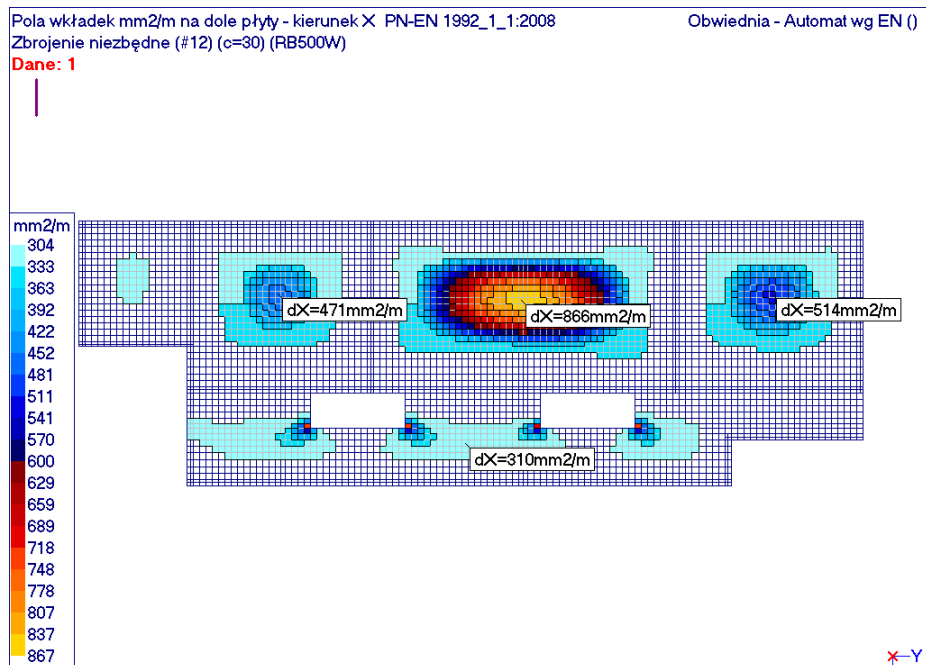 Pola wkładek mm2/m na dole płyty - kierunek X PN-EN 1992_1_1:2008
Obwiednia - Automat wg EN ()
Zbrojenie niezbędne (#12) (c=30) (RB500W)
Dane: 1
mm2/m
304
333
363
392
422
452
481
511
541
570
600
629
659
689
718
748
778
807
837
867
dX=471mm2/m
dX=866mm2/m
dX=514mm2/m
dX=310mm2/m
Y